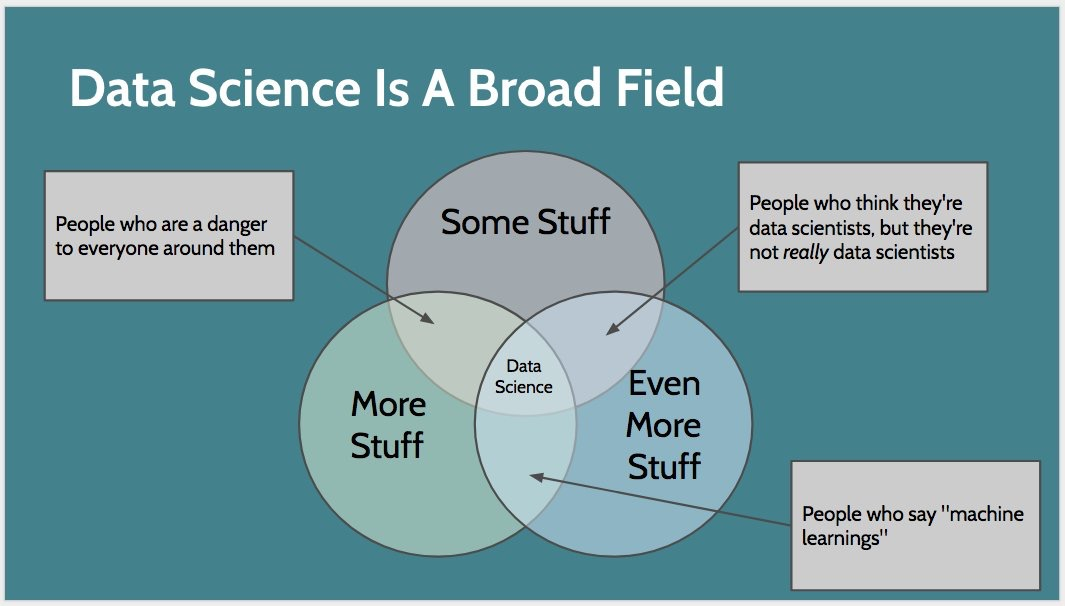 Data Science Is A Broad Field
People who are a danger
to everyone around them
Some Stuff
People who think they're
data scientists, but they're
not really data scientists
Data
Science
More
Stuff
Even
More
Stuff
People who say "machine
learnings"